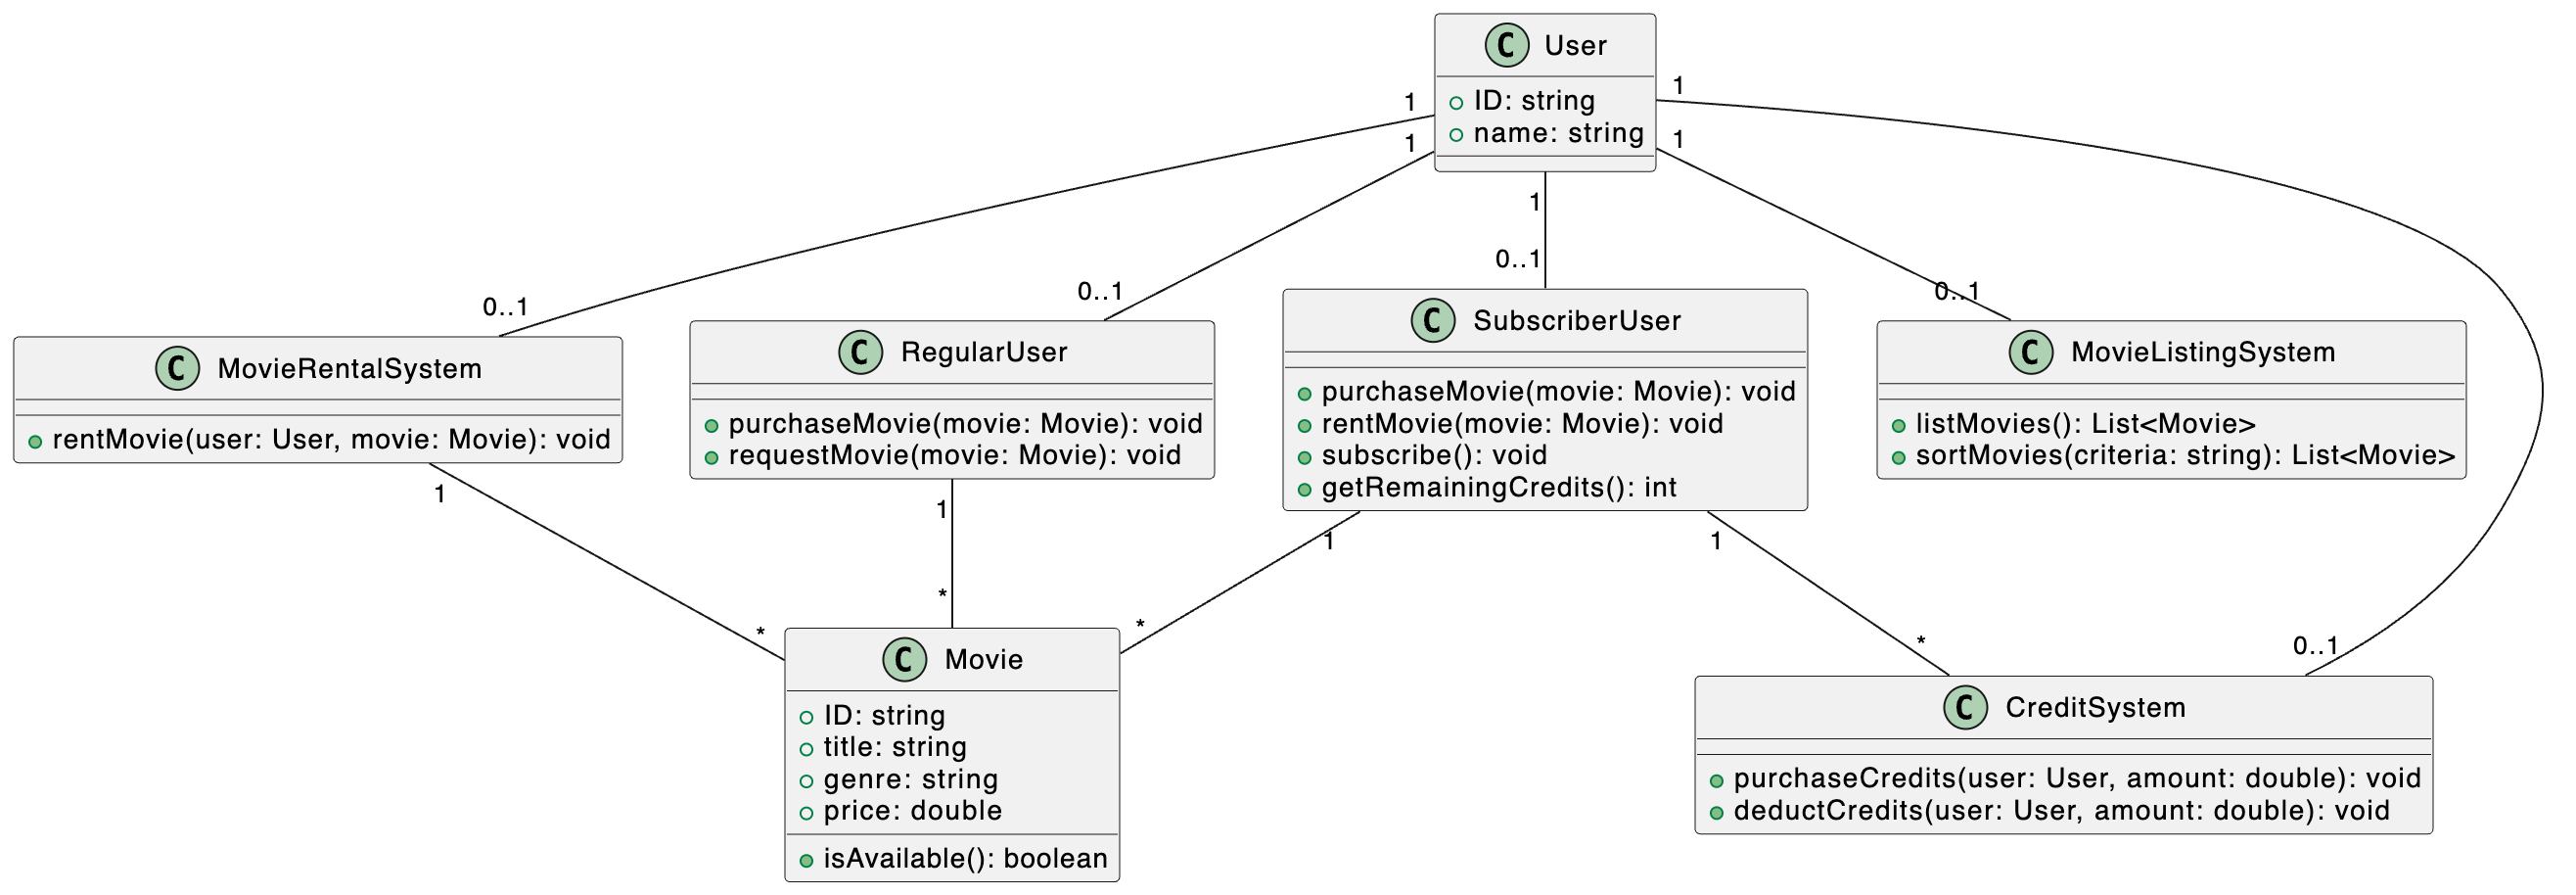 C User
ID: string
name: string
1
1
1
1
1
0..1
0..1
0..1
0..1
C MovieRentalSystem
rentMovie(user: User, movie: Movie): void
C RegularUser
purchaseMovie(movie: Movie): void
requestMovie(movie: Movie): void
C SubscriberUser
purchaseMovie(movie: Movie): void
rentMovie(movie: Movie): void
subscribe(): void
getRemainingCredits(): int
C MovieListingSystem
listMovies(): List<Movie>
sortMovies(criteria: string): List<Movie>
1
1
1
1
*
*
*
*
0..1
C Movie
ID: string
title: string
genre: string
price: double
isAvailable(): boolean
C CreditSystem
purchaseCredits(user: User, amount: double): void
deductCredits(user: User, amount: double): void